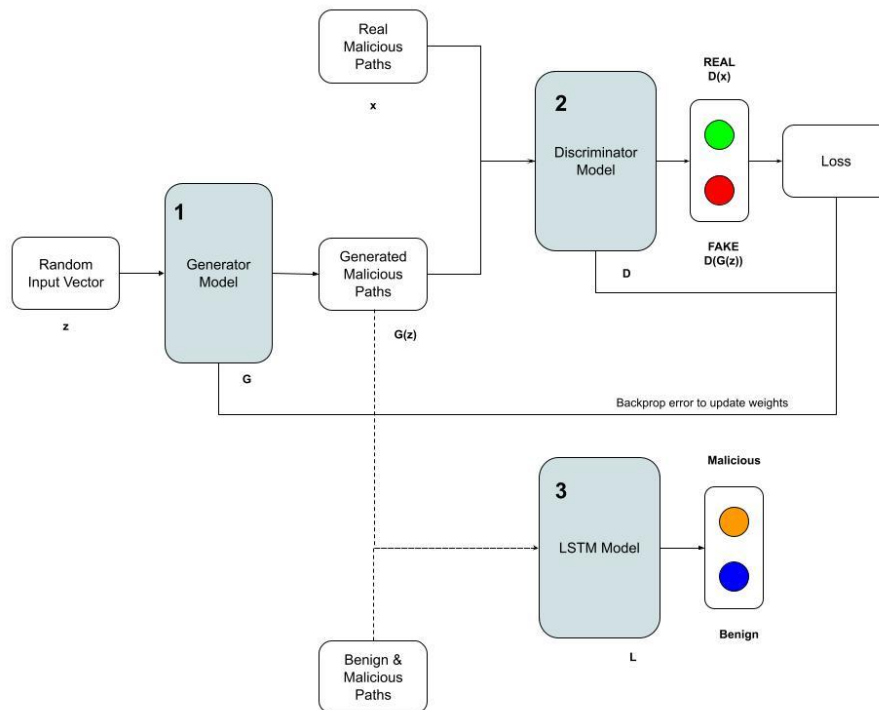 Real
Malicious
Paths
x
REAL
D(x)
2
Discriminator
Model
Loss
1
Generator
Model
Random
Input Vector
z
Generated
Malicious
Paths
G(z)
FAKE
D(G(z))
D
G
Backprop error to update weights
Malicious
3
LSTM Model
Benign
L
Benign &
Malicious
Paths